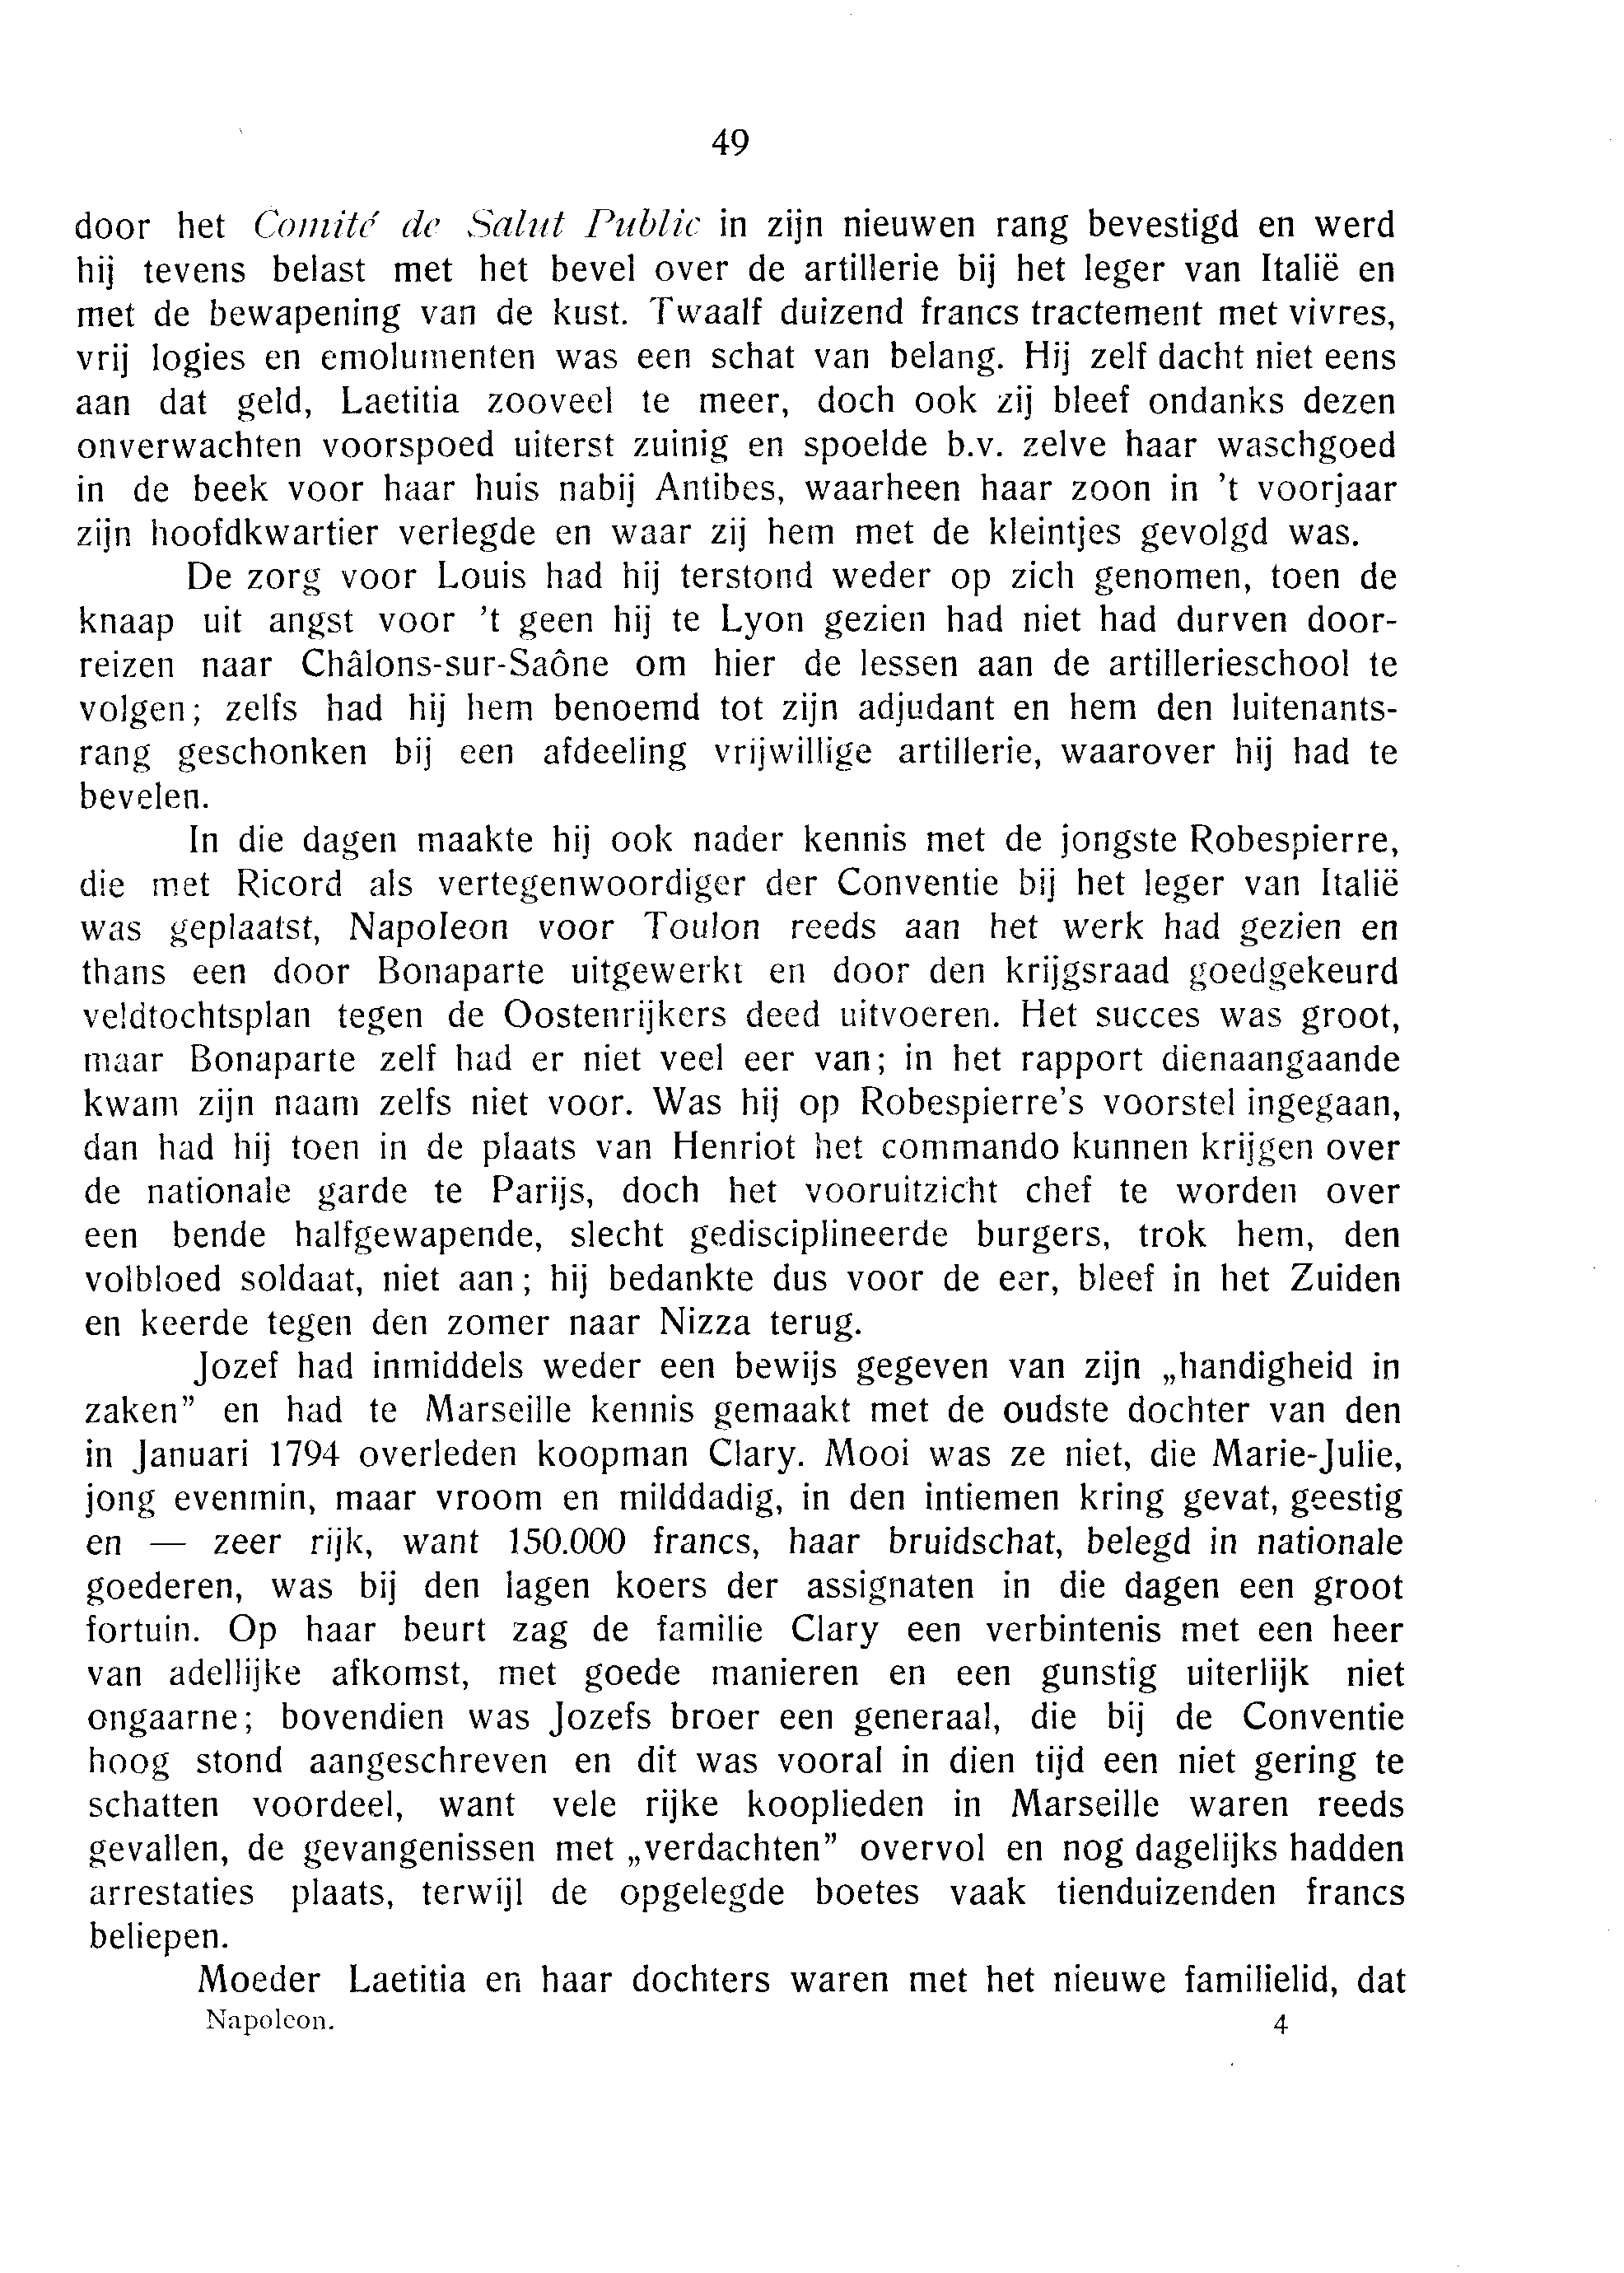 49
door het Comité de Salut Public in zijn nieuwen rang bevestigd en werd
hij tevens belast met het bevel over de artillerie bij het leger van Italië en
met de bewapening van de kust. Twaalf duizend francs tractement met vivres,
vrij logies en emolumenten was een schat van belang. Hij zelf dacht niet eens
aan dat geld, Laetitia zooveel te meer, doch ook zij bleef ondanks dezen
onverwachten voorspoed uiterst zuinig en spoelde b.v. zelve haar waschgoed
in de beek voor haar huis nabij Antibes, waarheen haar zoon in 't voorjaar
zijn hoofdkwartier verlegde en waar zij hem met de kleintjes gevolgd was.
De zorg voor Louis had hij terstond weder op zich genomen, toen de
knaap uit angst voor 't geen hij te Lyon gezien had niet had durven door-
reizen naar Châlons-sur-Saône om hier de lessen aan de artillerieschool te
volgen; zelfs had hij hem benoemd tot zijn adjudant en hem den luitenants-
rang geschonken bij een afdeeling vrijwillige artillerie, waarover hij had te
bevelen.
In die dagen maakte hij ook nader kennis met de jongste Robespierre,
die met Ricord als vertegenwoordiger der Conventie bij het leger van Italië
was geplaatst, Napoleon voor Toulon reeds aan het werk had gezien en
thans een door Bonaparte uitgewerkt en door den krijgsraad goedgekeurd
veldtochtsplan tegen de Oostenrijkers deed uitvoeren. Het succes was groot,
maar Bonaparte zelf had er niet veel eer van; in het rapport dienaangaande
kwam zijn naam zelfs niet voor. Was hij op Robespierre's voorstel ingegaan,
dan had hij toen in de plaats van Henriot het commando kunnen krijgen over
de nationale garde te Parijs, doch het vooruitzicht chef te worden over
een bende halfgewapende, slecht gedisciplineerde burgers, trok hem, den
volbloed soldaat, niet aan; hij bedankte dus voor de eer, bleef in het Zuiden
en keerde tegen den zomer naar Nizza terug.
Jozef had inmiddels weder een bewijs gegeven van zijn „handigheid in
zaken” en had te Marseille kennis gemaakt met de oudste dochter van den
in Januari 1794 overleden koopman Clary. Mooi was ze niet, die Marie-Julie,
jong evenmin, maar vroom en milddadig, in den intiemen kring gevat, geestig
en — zeer rijk, want 150.000 francs, haar bruidschat, belegd in nationale
goederen, was bij den lagen koers der assignaten in die dagen een groot
fortuin. Op haar beurt zag de familie Clary een verbintenis met een heer
van adellijke afkomst, met goede manieren en een gunstig uiterlijk niet
ongaarne; bovendien was Jozefs broer een generaal, die bij de Conventie
hoog stond aangeschreven en dit was vooral in dien tijd een niet gering te
schatten voordeel, want vele rijke kooplieden in Marseille waren reeds
gevallen, de gevangenissen met „verdachten” overvol en nog dagelijks hadden
arrestaties plaats, terwijl de opgelegde boetes vaak tienduizenden francs
beliepen.
Moeder Laetitia en haar dochters waren met het nieuwe familielid, dat
Napoleon. 4